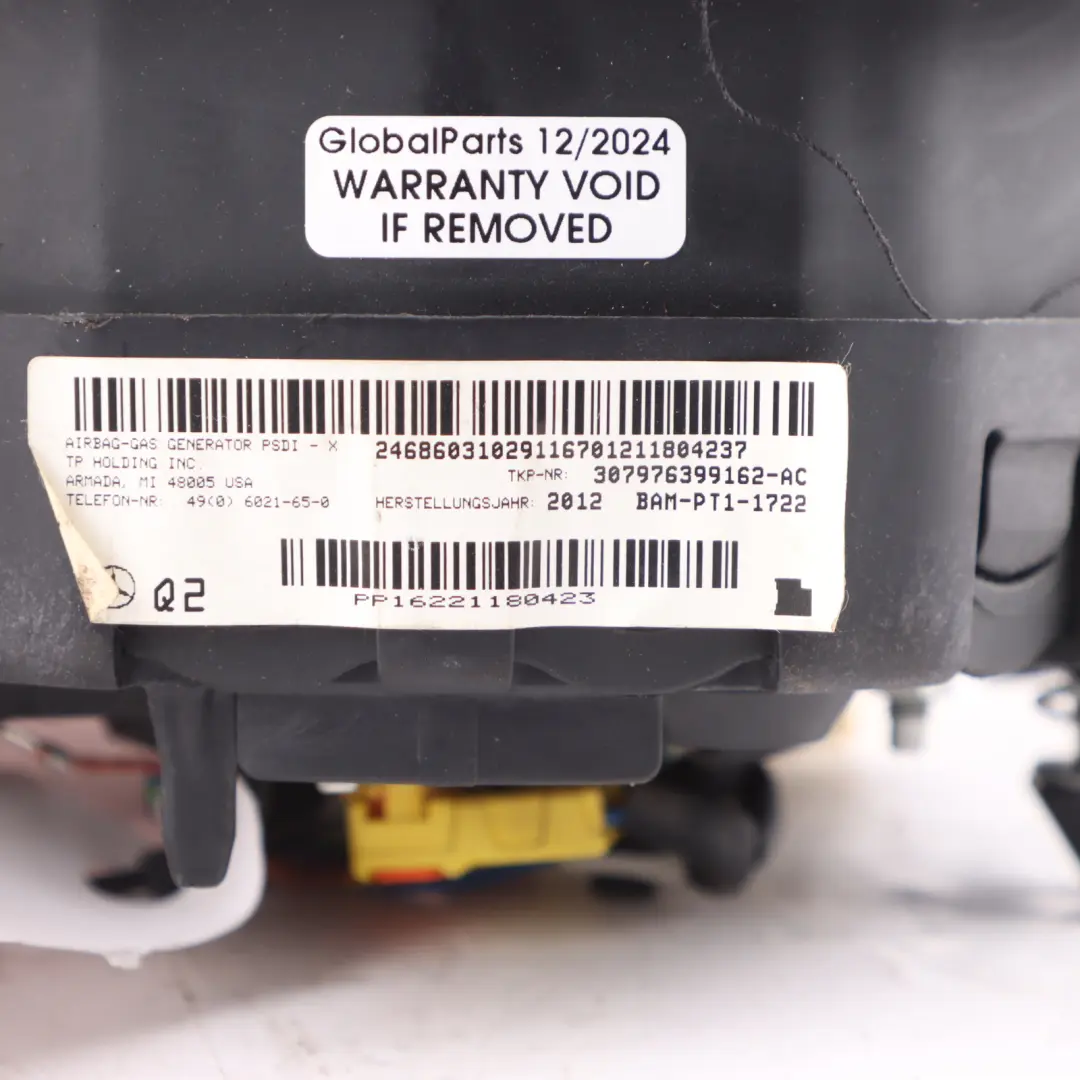 GlobalParts 12/2024
WARRANTY VOID
IF REMOVED
AIRBAG-GAS GENERATOR PSDI - X
TP HOLDING INC.
ARMADA, MI 48005 USA
TELEFON-NR: 49(0) 6021-65-0
24686031029116701211804237
TKP-NR: 307976399162-AC
HERSTELLUNGSJAHR: 2012 BAM-PT1-1722
Q2
PP16221180423